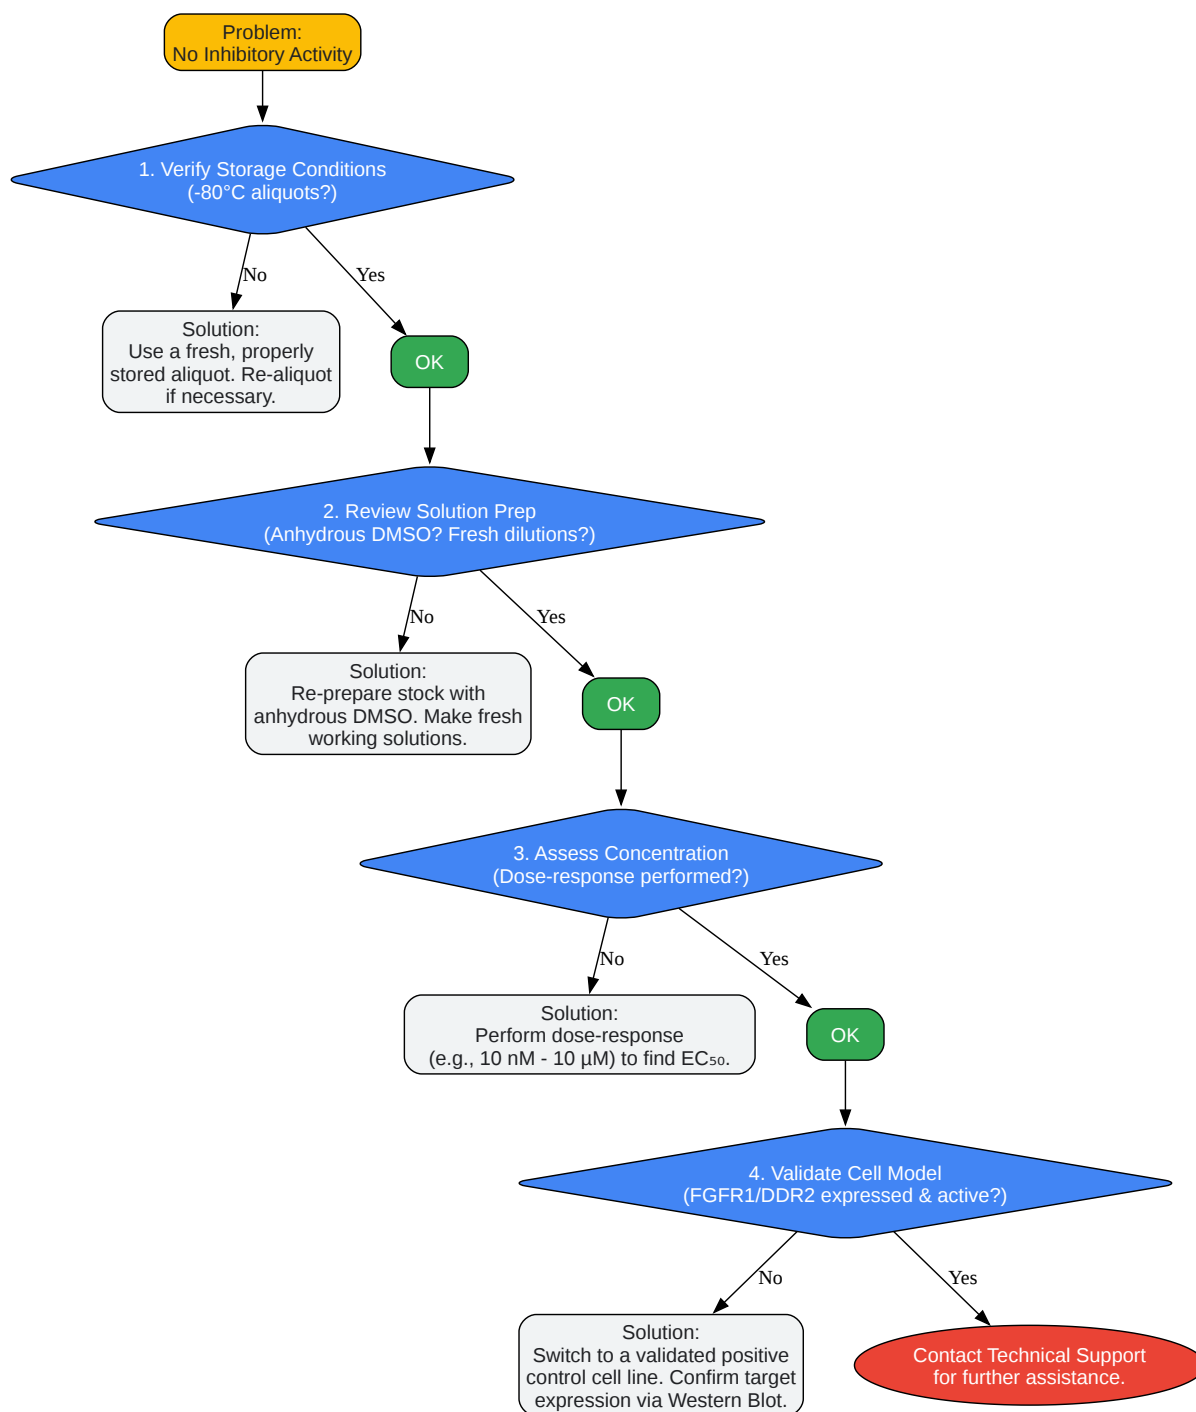 Problem:
No Inhibitory Activity
1. Verify Storage Conditions
(-80°C aliquots?)
No
Yes
Solution:
Use a fresh, properly
stored aliquot. Re-aliquot
if necessary.
OK
2. Review Solution Prep
(Anhydrous DMSO? Fresh dilutions?)
No
Yes
Solution:
Re-prepare stock with
anhydrous DMSO. Make fresh
working solutions.
OK
3. Assess Concentration
(Dose-response performed?)
No
Yes
Solution:
Perform dose-response
(e.g., 10 nM - 10 µM) to find EC₅₀.
OK
4. Validate Cell Model
(FGFR1/DDR2 expressed & active?)
No
Yes
Solution:
Switch to a validated positive
control cell line. Confirm target
expression via Western Blot.
Contact Technical Support
for further assistance.